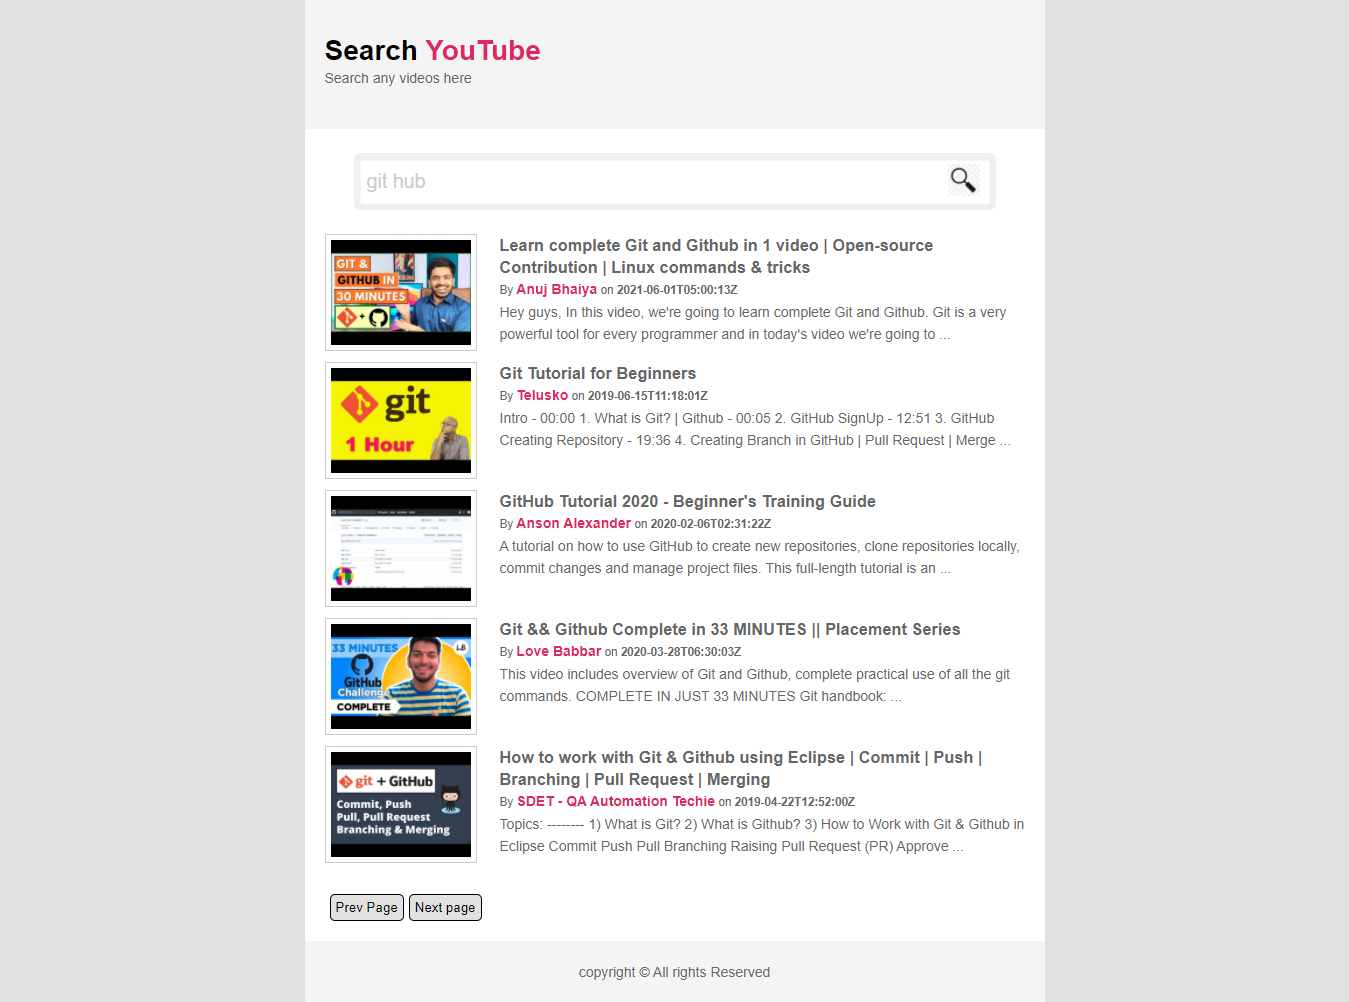 Search YouTube
Search any videos here
git hub
GIT &
GITHUB IN
30 MINUTES
+
Learn complete Git and Github in 1 video | Open-source
Contribution | Linux commands & tricks
By Anuj Bhaiya on 2021-06-01T05:00:13Z
Hey guys, In this video, we're going to learn complete Git and Github. Git is a very
powerful tool for every programmer and in today's video we're going to ...
git
1 Hour
Git Tutorial for Beginners
By Telusko on 2019-06-15T11:18:01Z
Intro - 00:00 1. What is Git? | Github - 00:05 2. GitHub SignUp - 12:51 3. GitHub
Creating Repository - 19:36 4. Creating Branch in GitHub | Pull Request | Merge ...
GitHub Tutorial 2020 - Beginner's Training Guide
By Anson Alexander on 2020-02-06T02:31:22Z
A tutorial on how to use GitHub to create new repositories, clone repositories locally,
commit changes and manage project files. This full-length tutorial is an ...
33 MINUTES
LB
GitHub
Challenge
COMPLETE
Git && Github Complete in 33 MINUTES || Placement Series
By Love Babbar on 2020-03-28T06:30:03Z
This video includes overview of Git and Github, complete practical use of all the git
commands. COMPLETE IN JUST 33 MINUTES Git handbook: ...
git + GitHub
Commit, Push
Pull, Pull Request
Branching & Merging
How to work with Git & Github using Eclipse | Commit | Push |
Branching | Pull Request | Merging
By SDET - QA Automation Techie on 2019-04-22T12:52:00Z
Topics: -------- 1) What is Git? 2) What is Github? 3) How to Work with Git & Github in
Eclipse Commit Push Pull Branching Raising Pull Request (PR) Approve ...
Prev Page Next page
copyright © All rights Reserved